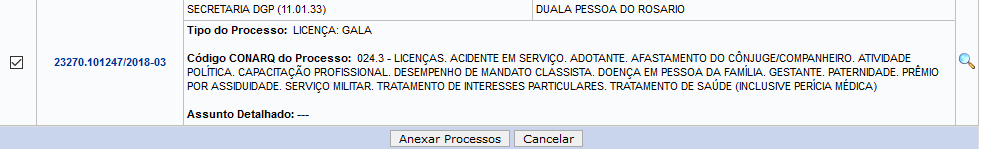 SECRETARIA DGP (11.01.33) DUALA PESSOA DO ROSARIO
Tipo do Processo: LICENÇA: GALA
23270.101247/2018-03
Código CONARQ do Processo: 024.3 - LICENÇAS. ACIDENTE EM SERVIÇO. ADOTANTE. AFASTAMENTO DO CÔNJUGE/COMPANHEIRO. ATIVIDADE
POLÍTICA. CAPACITAÇÃO PROFISSIONAL. DESEMPENHO DE MANDATO CLASSISTA. DOENÇA EM PESSOA DA FAMÍLIA. GESTANTE. PATERNIDADE. PRÊMIO
POR ASSIDUIDADE. SERVIÇO MILITAR. TRATAMENTO DE INTERESSES PARTICULARES. TRATAMENTO DE SAÚDE (INCLUSIVE PERÍCIA MÉDICA)
Assunto Detalhado: ---
Anexar Processos Cancelar